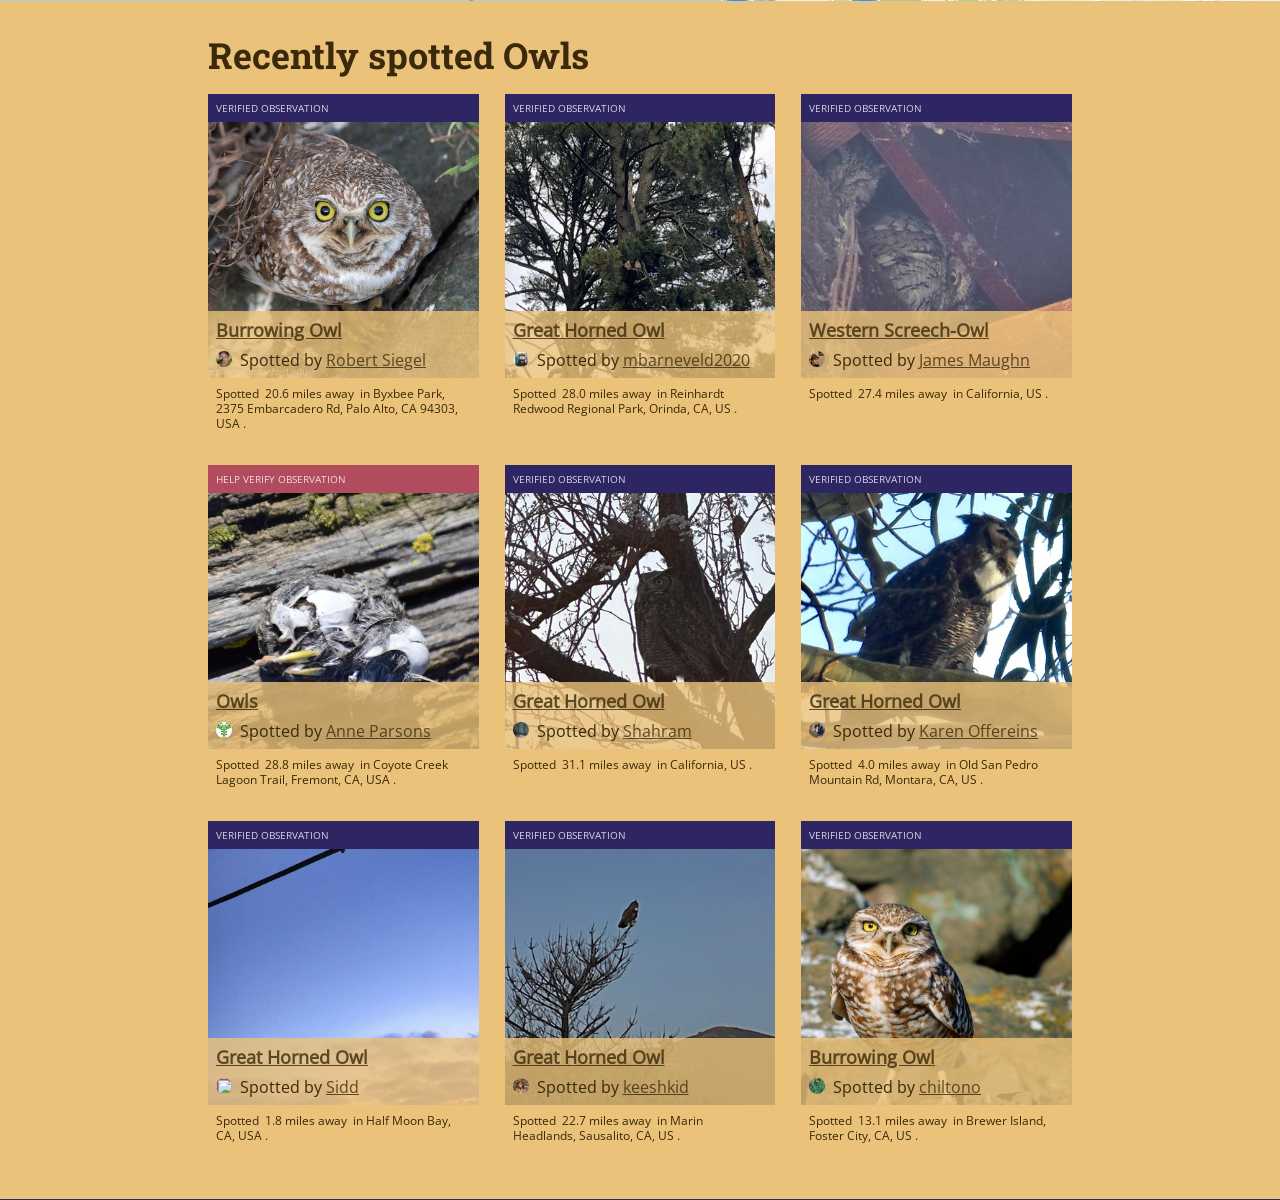 Recently spotted Owls
VERIFIED OBSERVATION
Burrowing Owl
Spotted by Robert Siegel
Spotted 20.6 miles away in Byxbee Park,
2375 Embarcadero Rd, Palo Alto, CA 94303,
USA .
VERIFIED OBSERVATION
Great Horned Owl
Spotted by mbarneveld2020
Spotted 28.0 miles away in Reinhardt
Redwood Regional Park, Orinda, CA, US .
VERIFIED OBSERVATION
Western Screech-Owl
Spotted by James Maughn
Spotted 27.4 miles away in California, US .
HELP VERIFY OBSERVATION
Owls
Spotted by Anne Parsons
Spotted 28.8 miles away in Coyote Creek
Lagoon Trail, Fremont, CA, USA .
VERIFIED OBSERVATION
Great Horned Owl
Spotted by Shahram
Spotted 31.1 miles away in California, US .
VERIFIED OBSERVATION
Great Horned Owl
Spotted by Karen Offereins
Spotted 4.0 miles away in Old San Pedro
Mountain Rd, Montara, CA, US .
VERIFIED OBSERVATION
Great Horned Owl
Spotted by Sidd
Spotted 1.8 miles away in Half Moon Bay,
CA, USA .
VERIFIED OBSERVATION
Great Horned Owl
Spotted by keeshkid
Spotted 22.7 miles away in Marin
Headlands, Sausalito, CA, US .
VERIFIED OBSERVATION
Burrowing Owl
Spotted by chiltono
Spotted 13.1 miles away in Brewer Island,
Foster City, CA, US .